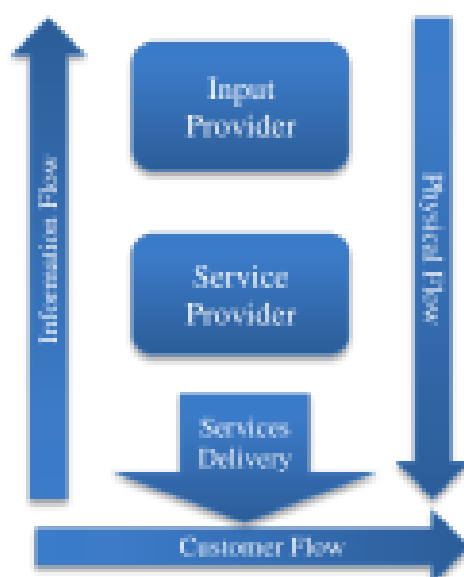 Input
Provider
Information Flow
Physical Flow
Service
Provider
Services
Delivery
Customer Flow